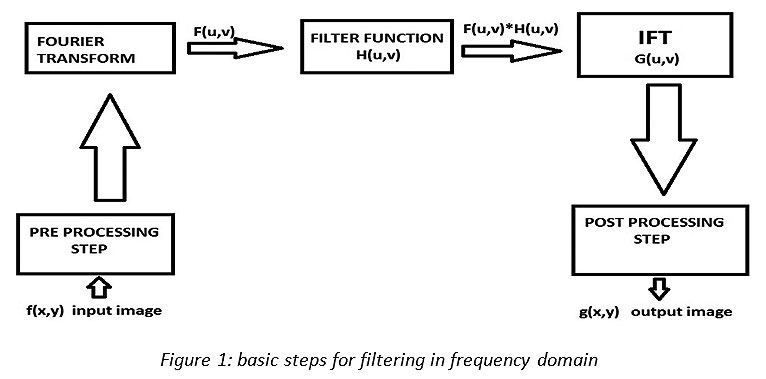 FOURIER
TRANSFORM
F(u,v)
FILTER FUNCTION
H(u,v)
F(u,v)*H(u,v)
IFT
G(u,v)
PRE PROCESSING
STEP
POST PROCESSING
STEP
f(x,y) input image
g(x,y) output image
Figure 1: basic steps for filtering in frequency domain